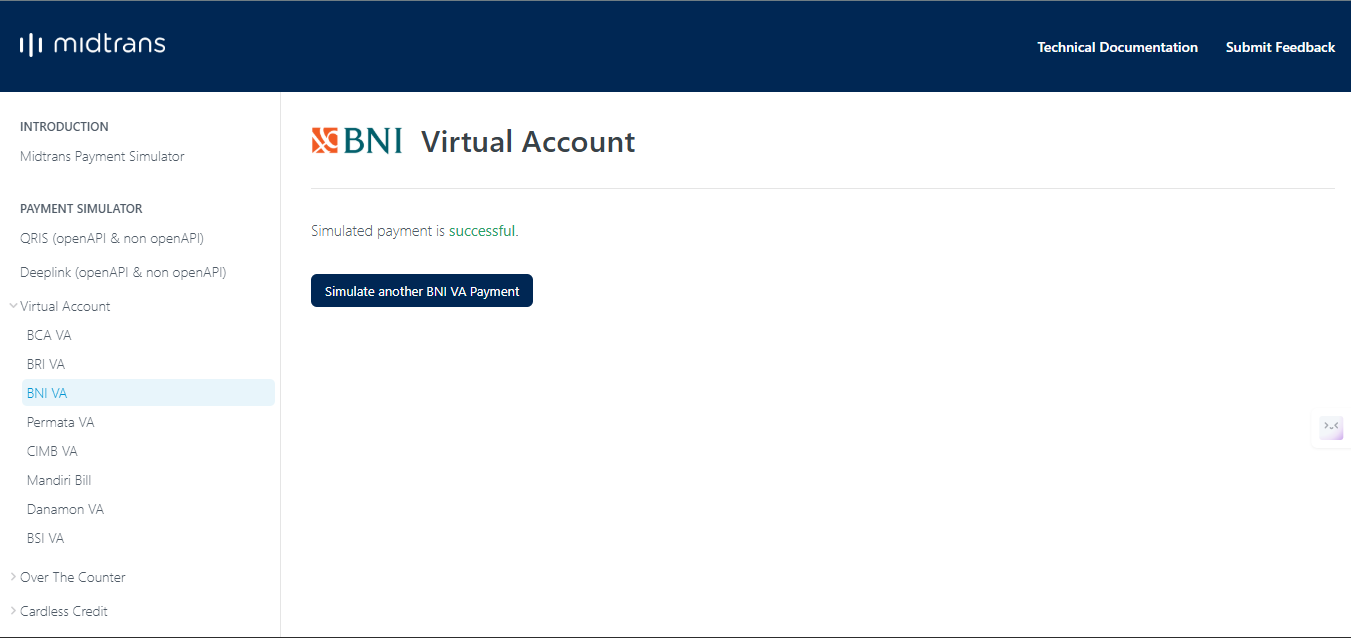 midtrans
Technical Documentation
Submit Feedback
INTRODUCTION
Midtrans Payment Simulator
PAYMENT SIMULATOR
QRIS (openAPI & non openAPI)
Deeplink (openAPI & non openAPI)
Virtual Account
BCA VA
BRI VA
BNI VA
Permata VA
CIMB VA
Mandiri Bill
Danamon VA
BSI VA
Over The Counter
Cardless Credit
BNI Virtual Account
Simulated payment is successful.
Simulate another BNI VA Payment